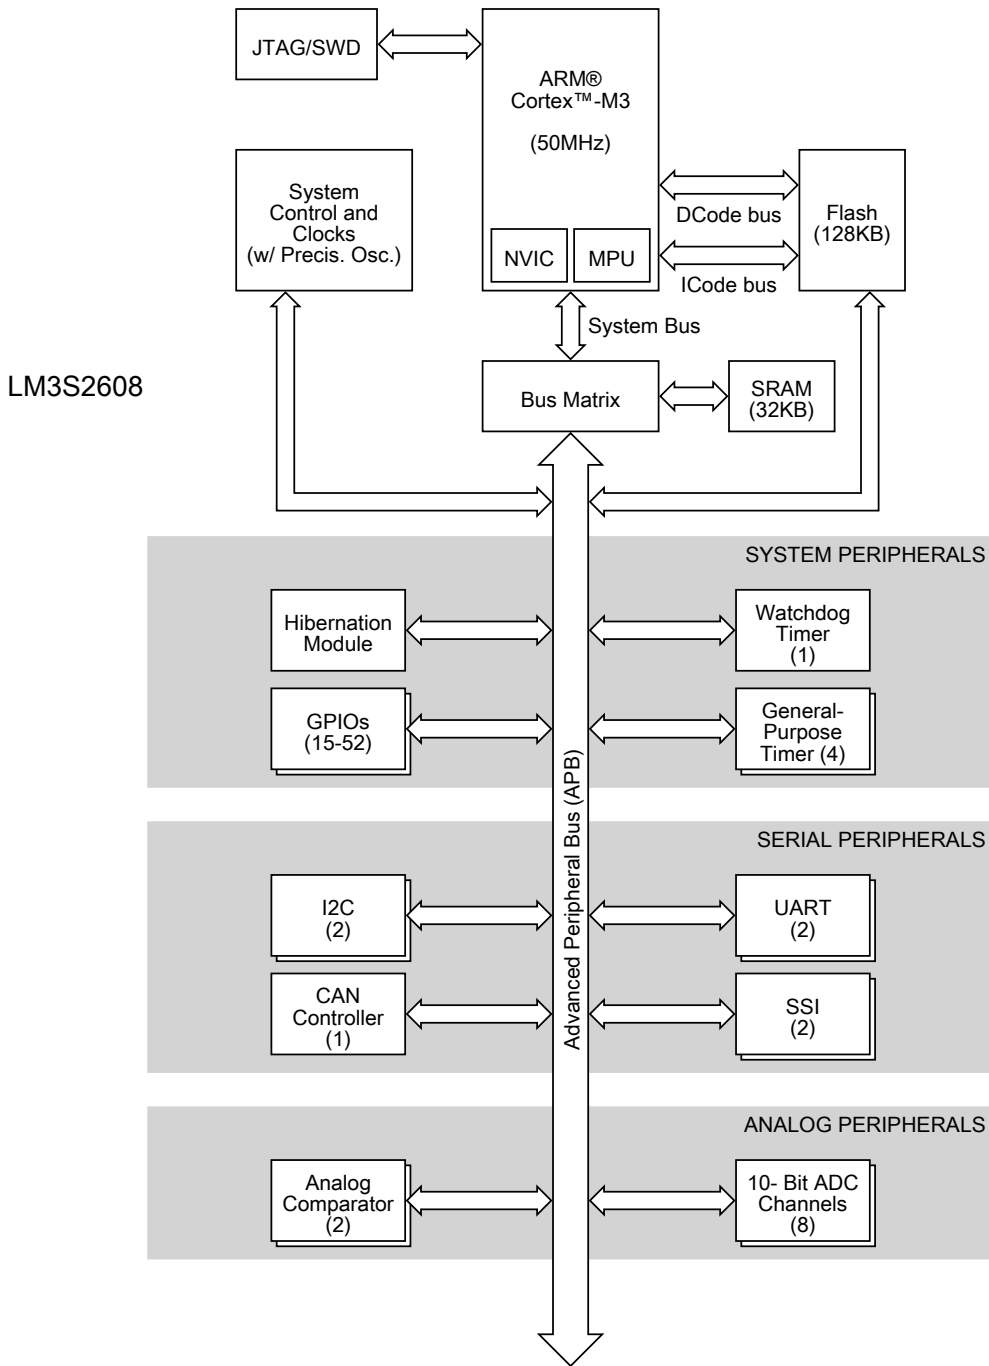 JTAG/SWD
ARM®
Cortex™-M3
(50MHz)
NVIC
MPU
System
Control and
Clocks
(w/ Precis. Osc.)
DCode bus
ICode bus
Flash
(128KB)
System Bus
LM3S2608
Bus Matrix
SRAM
(32KB)
Advanced Peripheral Bus (APB)
SYSTEM PERIPHERALS
Hibernation
Module
Watchdog
Timer
(1)
GPIOs
(15-52)
General-
Purpose
Timer (4)
SERIAL PERIPHERALS
I2C
(2)
UART
(2)
CAN
Controller
(1)
SSI
(2)
ANALOG PERIPHERALS
Analog
Comparator
(2)
10- Bit ADC
Channels
(8)